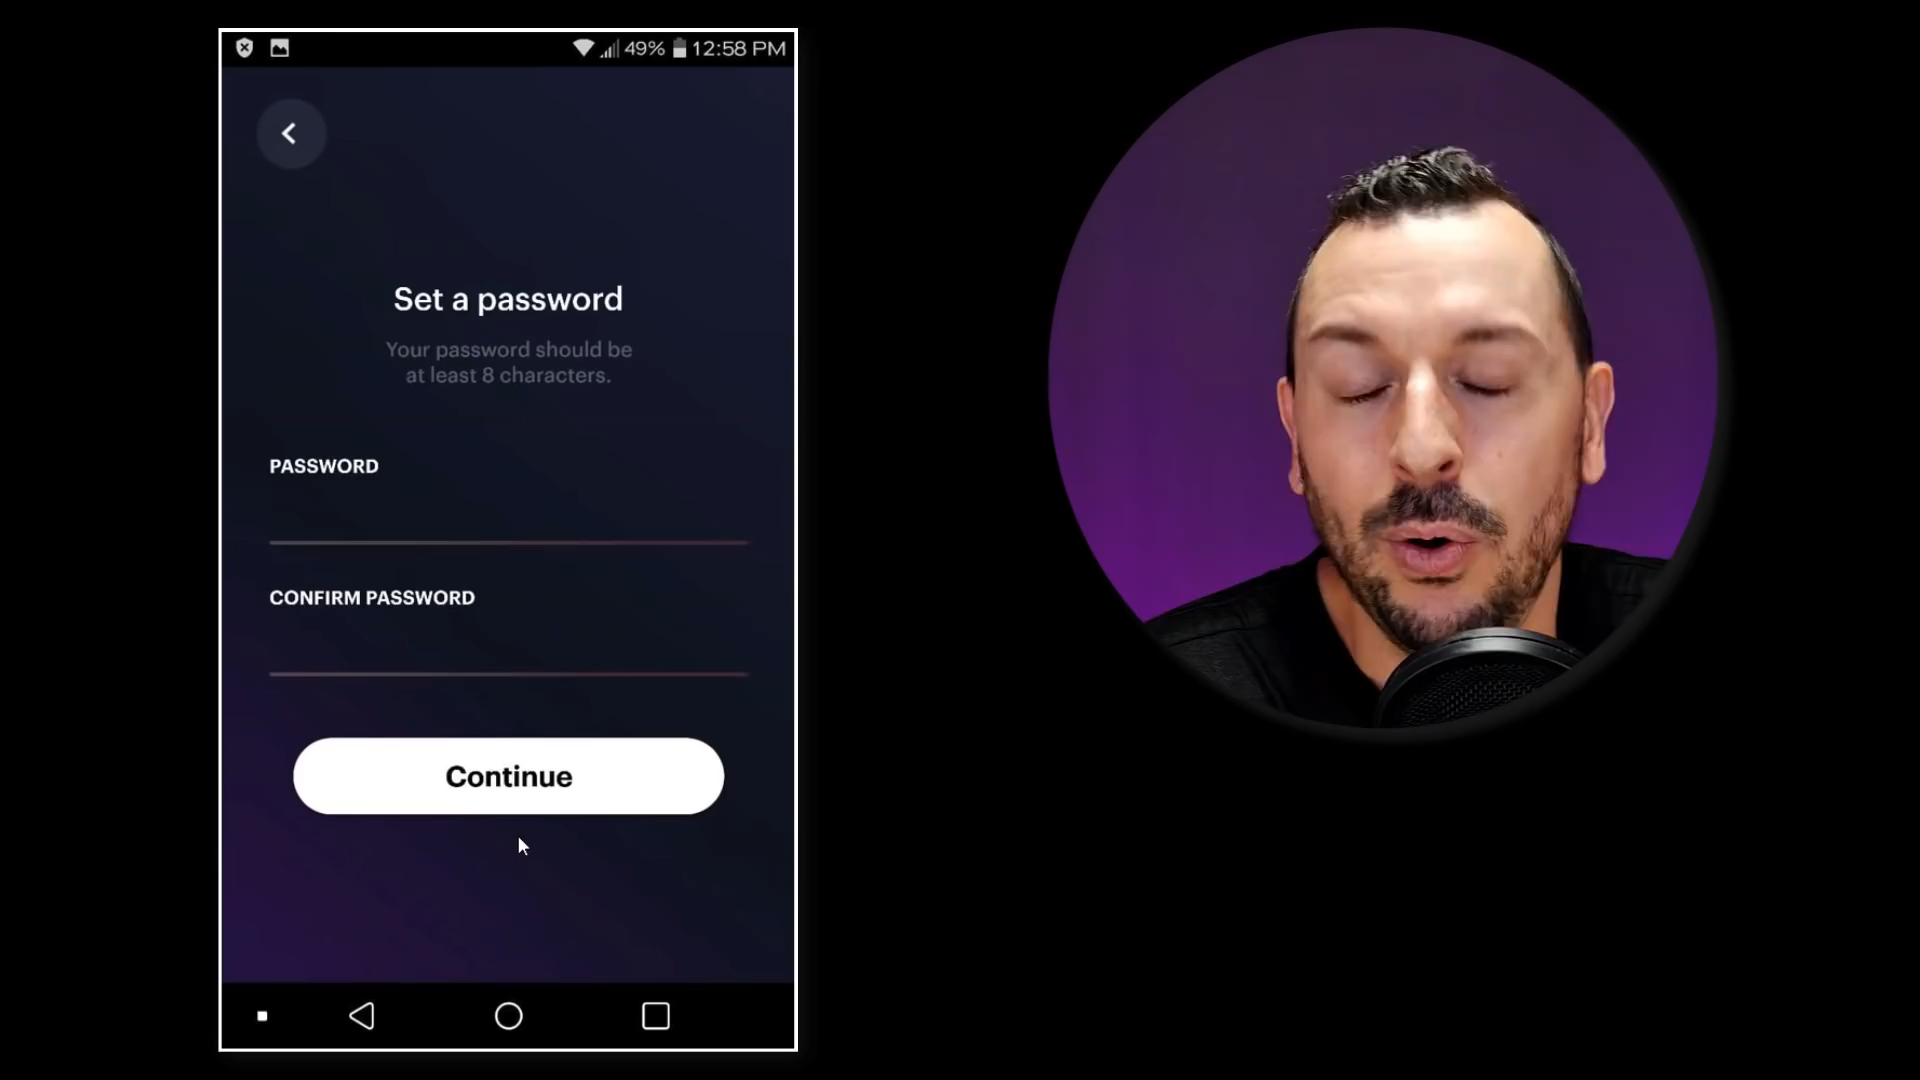 49% 12:58 PM
Set a password
Your password should be
at least 8 characters.
PASSWORD
CONFIRM PASSWORD
Continue